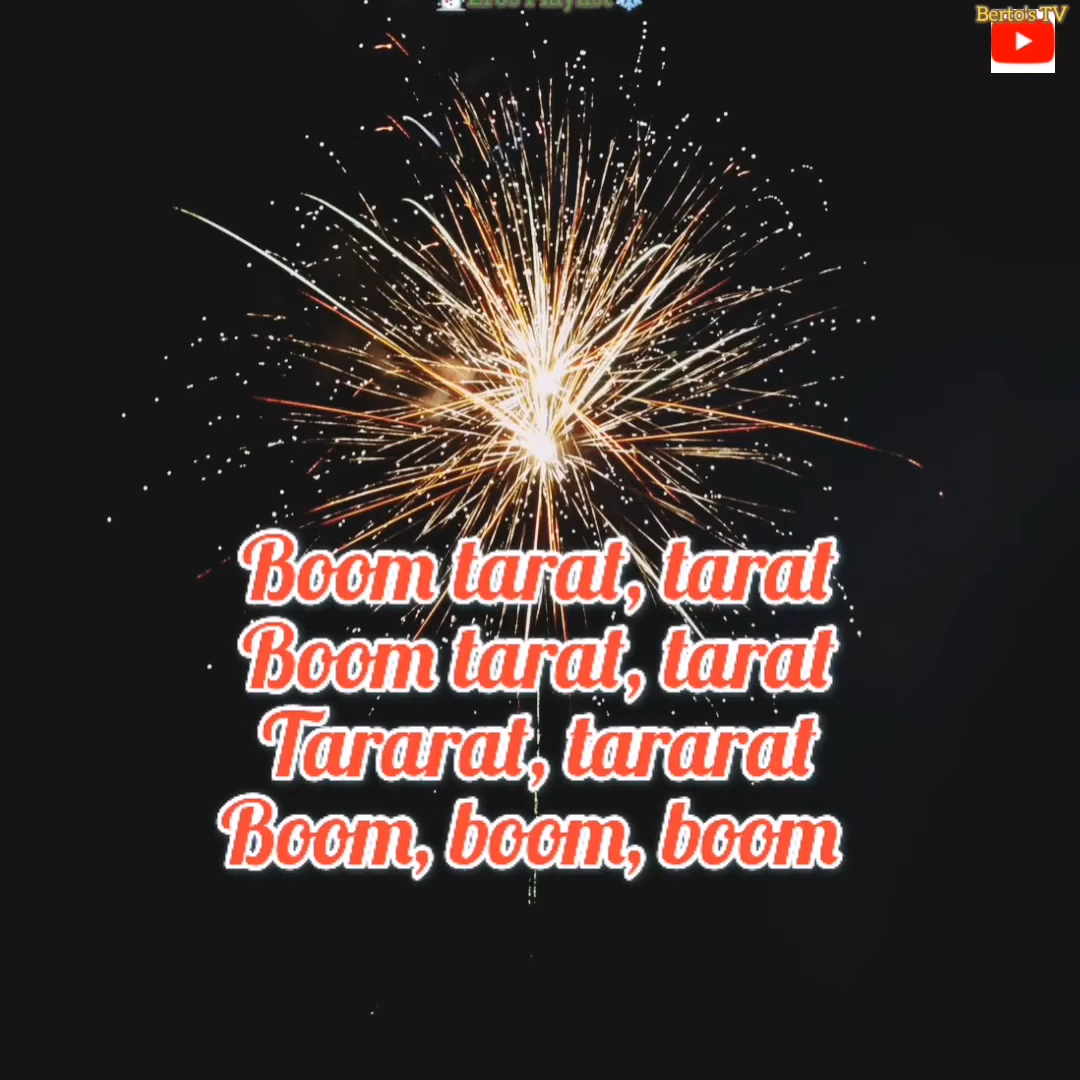 Berto's TV
Boom tarat, tarat
Boom tarat, tarat
Tararat, tararat
Boom, boom, boom